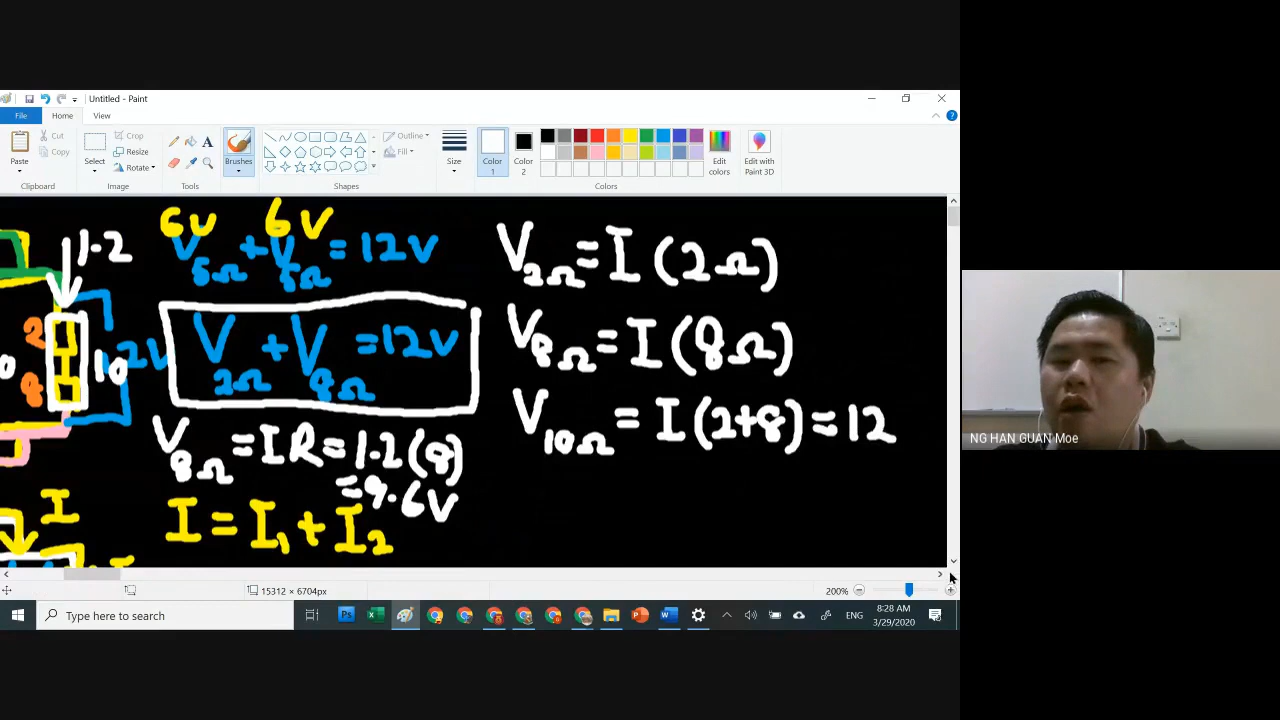 Untitled - Paint
File Home View
Paste Cut Copy Clipboard
Select Crop Resize Rotate Image
A Tools
Brushes
Outline Fill Shapes
Size
Color 1 Color 2
Edit colors Colors
Edit with Paint 3D
6V 6V
V5Ω + V5Ω = 12V
1.2
V2Ω + V8Ω = 12V
2
10
12V
8
V8Ω = IR = 1.2(8)
= 9.6V
I = I1 + I2
I
V2Ω = I (2Ω)
V8Ω = I (8Ω)
V10Ω = I (2+8) = 12
NG HAN GUAN Moe
15312 × 6704px
200%
Type here to search
ENG
8:28 AM
3/29/2020